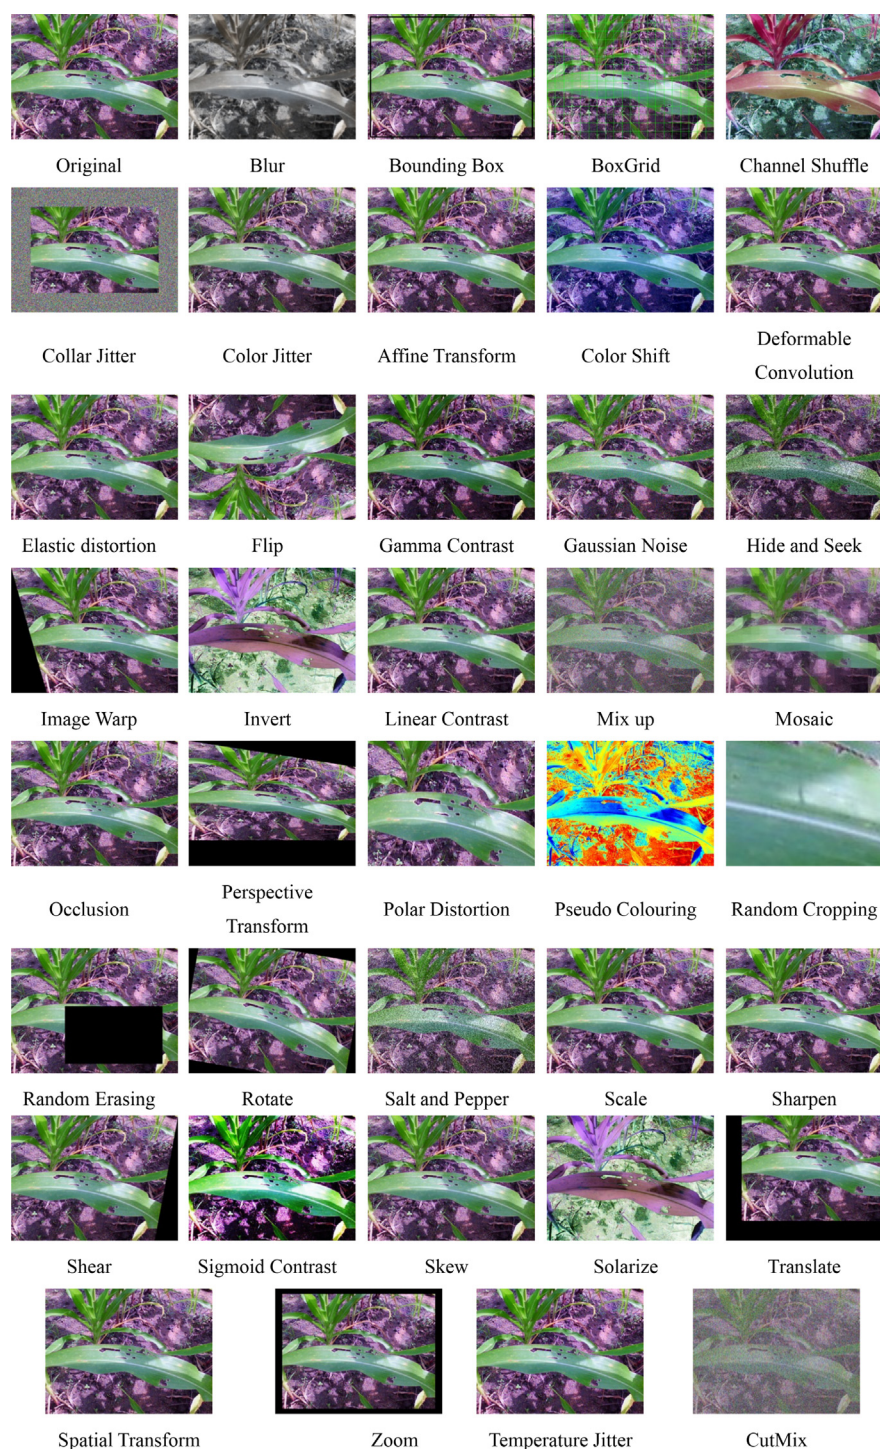 Original Blur Bounding Box BoxGrid Channel Shuffle
Collar Jitter Color Jitter Affine Transform Color Shift Deformable
Convolution
Elastic distortion Flip Gamma Contrast Gaussian Noise Hide and Seek
Image Warp Invert Linear Contrast Mix up Mosaic
Occlusion Perspective Polar Distortion Pseudo Colouring Random Cropping
Transform
Random Erasing Rotate Salt and Pepper Scale Sharpen
Shear Sigmoid Contrast Skew Solarize Translate
Spatial Transform Zoom Temperature Jitter CutMix